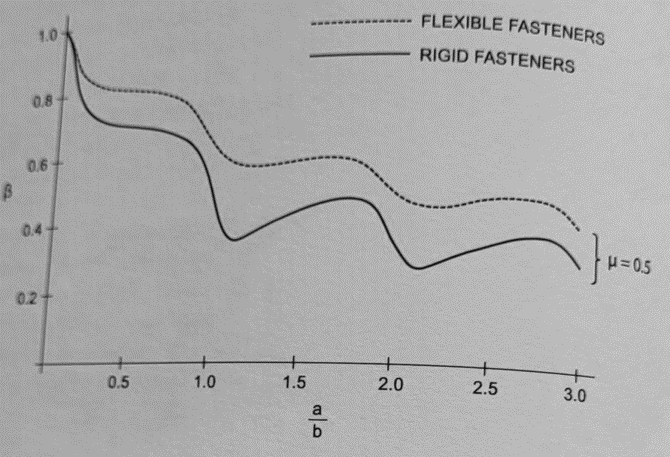 FLEXIBLE FASTENERS
RIGID FASTENERS
1.0
0.8
0.6
β
0.4
0.2
μ = 0.5
0.5
1.0
1.5
2.0
2.5
3.0
a
b